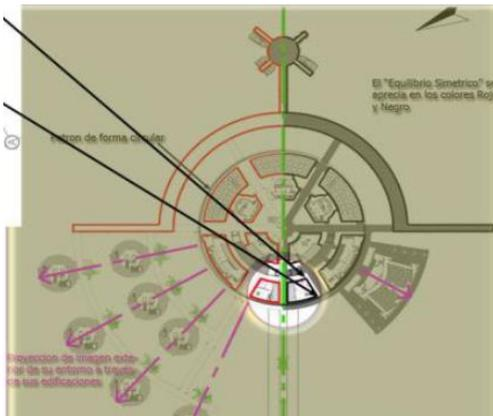 El "Equilibrio Simetrico" se
aprecia en los colores Rojo
y Negro.
Patron de forma circular.
A
Proyeccion de imagen exte-
rior de su entorno a traves
de sus edificaciones.